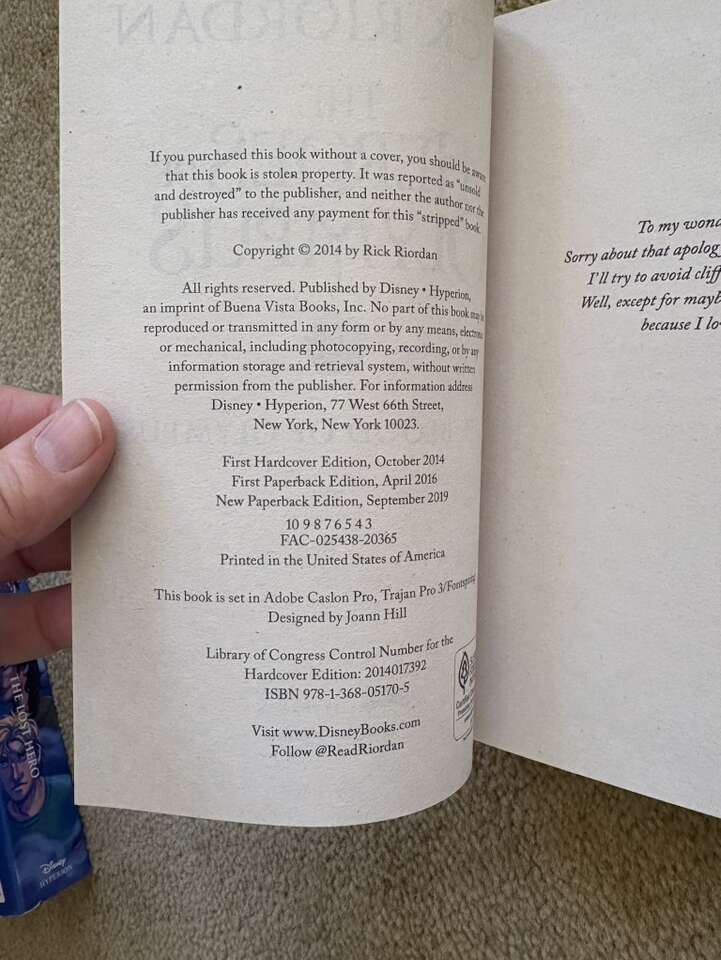 If you purchased this book without a cover, you should be aware
that this book is stolen property. It was reported as “unsold
and destroyed” to the publisher, and neither the author nor the
publisher has received any payment for this “stripped” book.
Copyright © 2014 by Rick Riordan
All rights reserved. Published by Disney • Hyperion,
an imprint of Buena Vista Books, Inc. No part of this book may be
reproduced or transmitted in any form or by any means, electronic
or mechanical, including photocopying, recording, or by any
information storage and retrieval system, without written
permission from the publisher. For information address
Disney • Hyperion, 77 West 66th Street,
New York, New York 10023.
First Hardcover Edition, October 2014
First Paperback Edition, April 2016
New Paperback Edition, September 2019
10 9 8 7 6 5 4 3
FAC-025438-20365
Printed in the United States of America
This book is set in Adobe Caslon Pro, Trajan Pro 3/Fontspring
Designed by Joann Hill
Library of Congress Control Number for the
Hardcover Edition: 2014017392
ISBN 978-1-368-05170-5
Visit www.DisneyBooks.com
Follow @ReadRiordan
To my
Sorry about that
I’ll try to avoid
Well, except for
because I
THE LOST HERO
Disney
HYPERION